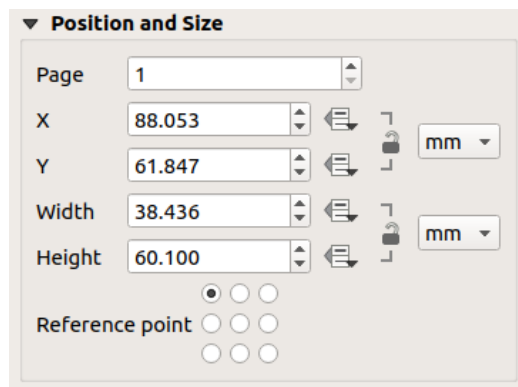 Position and Size
Page 1
X 88.053
mm
Y 61.847
Width 38.436
mm
Height 60.100
Reference point